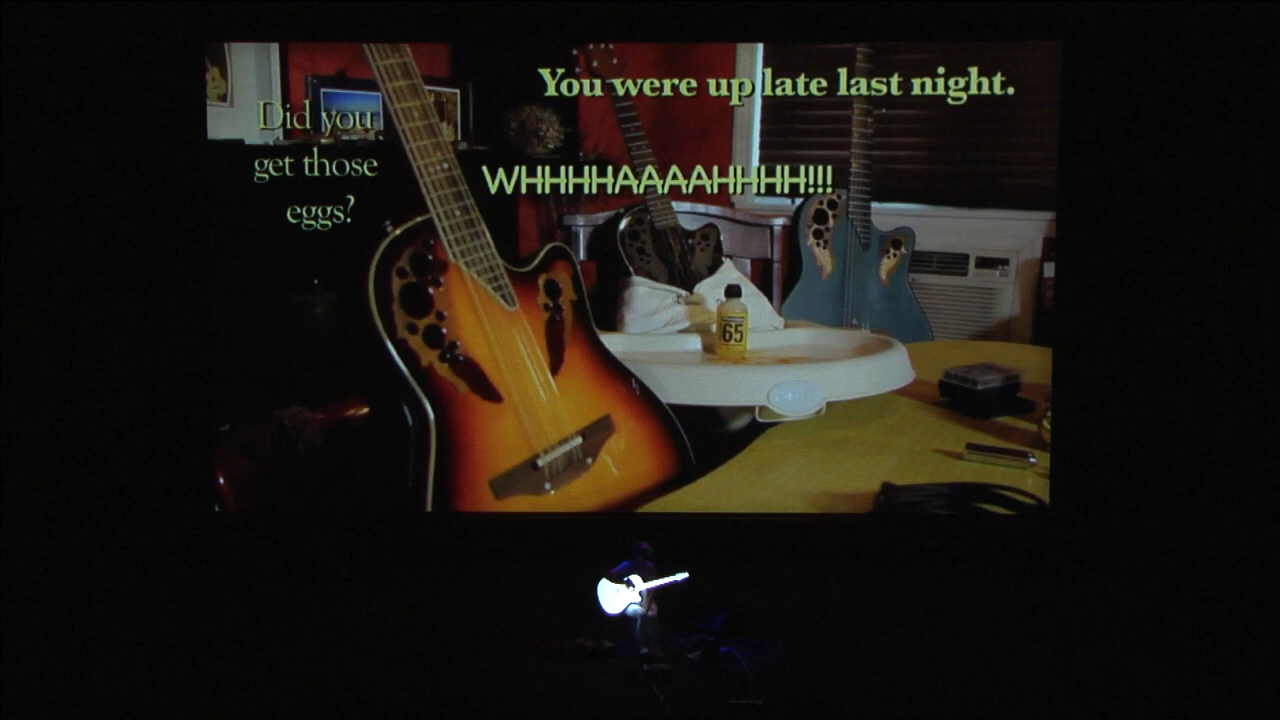 You were up late last night.
Did you
get those
eggs?
WHHHHAAAAHHHH!!!
65